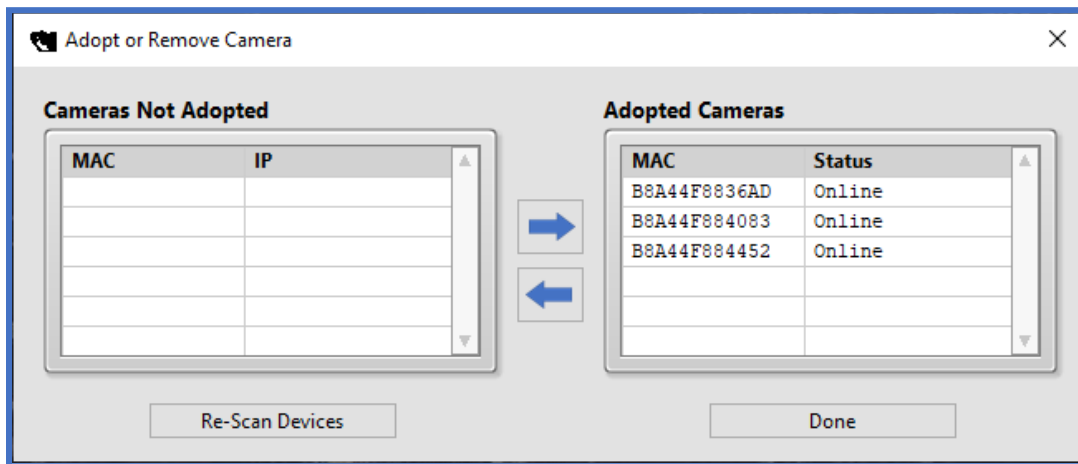 Adopt or Remove Camera
Cameras Not Adopted
MAC IP
Adopted Cameras
MAC Status
B8A44F8836AD Online
B8A44F884083 Online
B8A44F884452 Online
Re-Scan Devices
Done